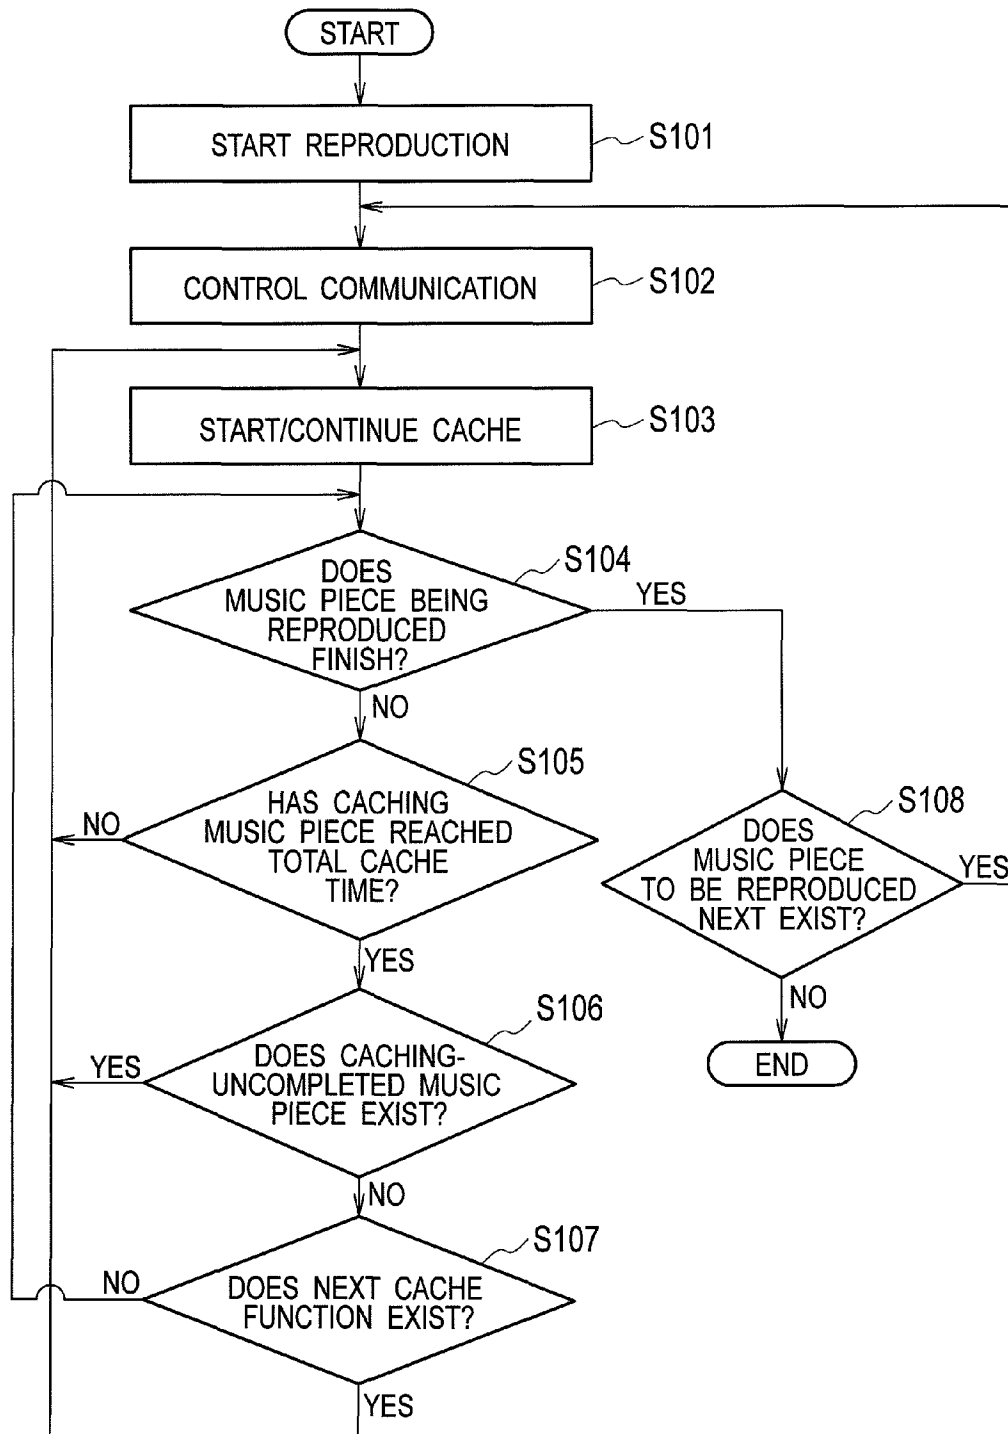 START
START REPRODUCTION
S101
CONTROL COMMUNICATION
S102
START/CONTINUE CACHE
S103
DOES
MUSIC PIECE BEING
REPRODUCED
FINISH?
S104
YES
NO
HAS CACHING
MUSIC PIECE REACHED
TOTAL CACHE
TIME?
S105
NO
YES
DOES
MUSIC PIECE
TO BE REPRODUCED
NEXT EXIST?
S108
YES
NO
END
DOES CACHING-
UNCOMPLETED MUSIC
PIECE EXIST?
S106
YES
NO
DOES NEXT CACHE
FUNCTION EXIST?
S107
NO
YES